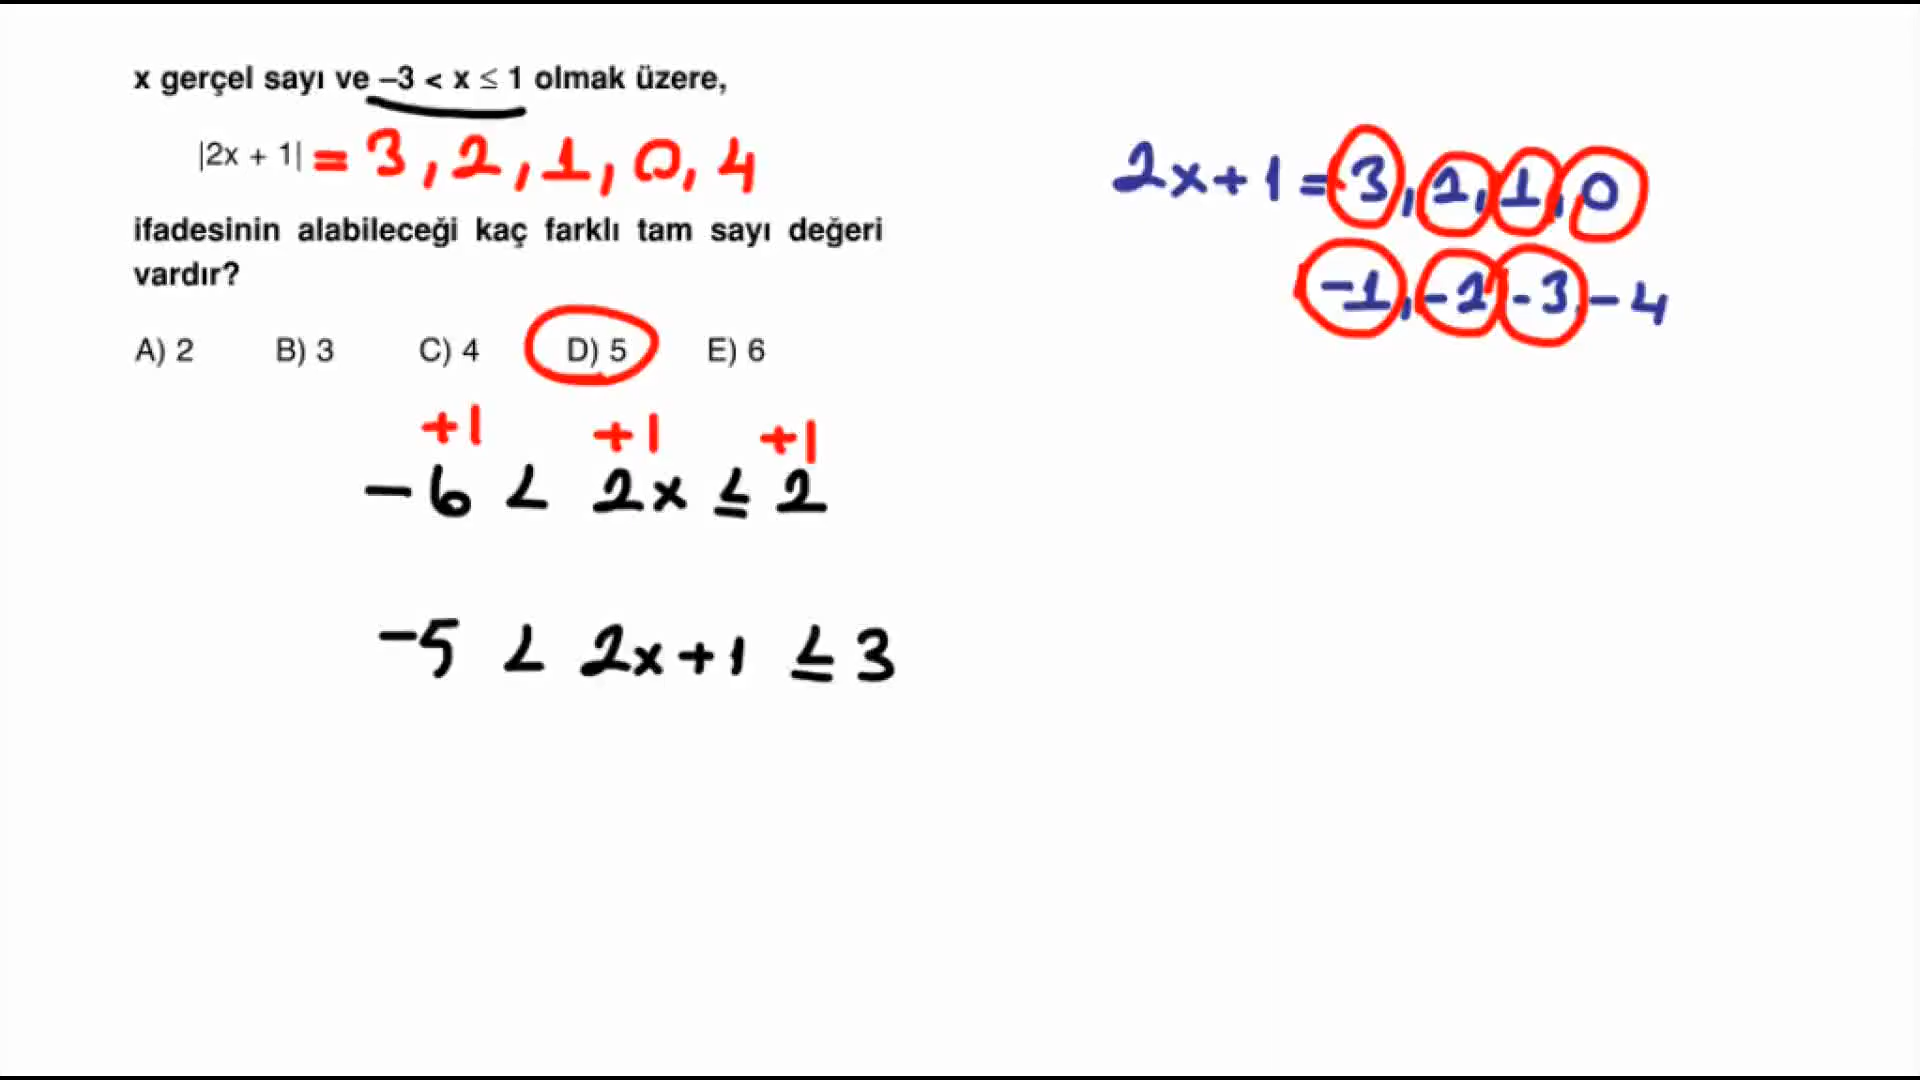 x gerçel sayı ve –3 < x ≤ 1 olmak üzere,
|2x + 1| = 3, 2, 1, 0, 4
ifadesinin alabileceği kaç farklı tam sayı değeri
vardır?
A) 2 B) 3 C) 4 D) 5 E) 6
+1 +1 +1
-6 < 2x ≤ 2
-5 < 2x+1 ≤ 3
2x+1 = 3, 2, 1, 0
-1, -2 -3 -4